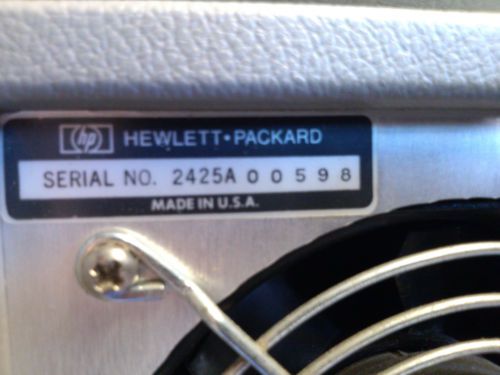 hp HEWLETT•PACKARD
SERIAL NO. 2425A 00598
MADE IN U.S.A.